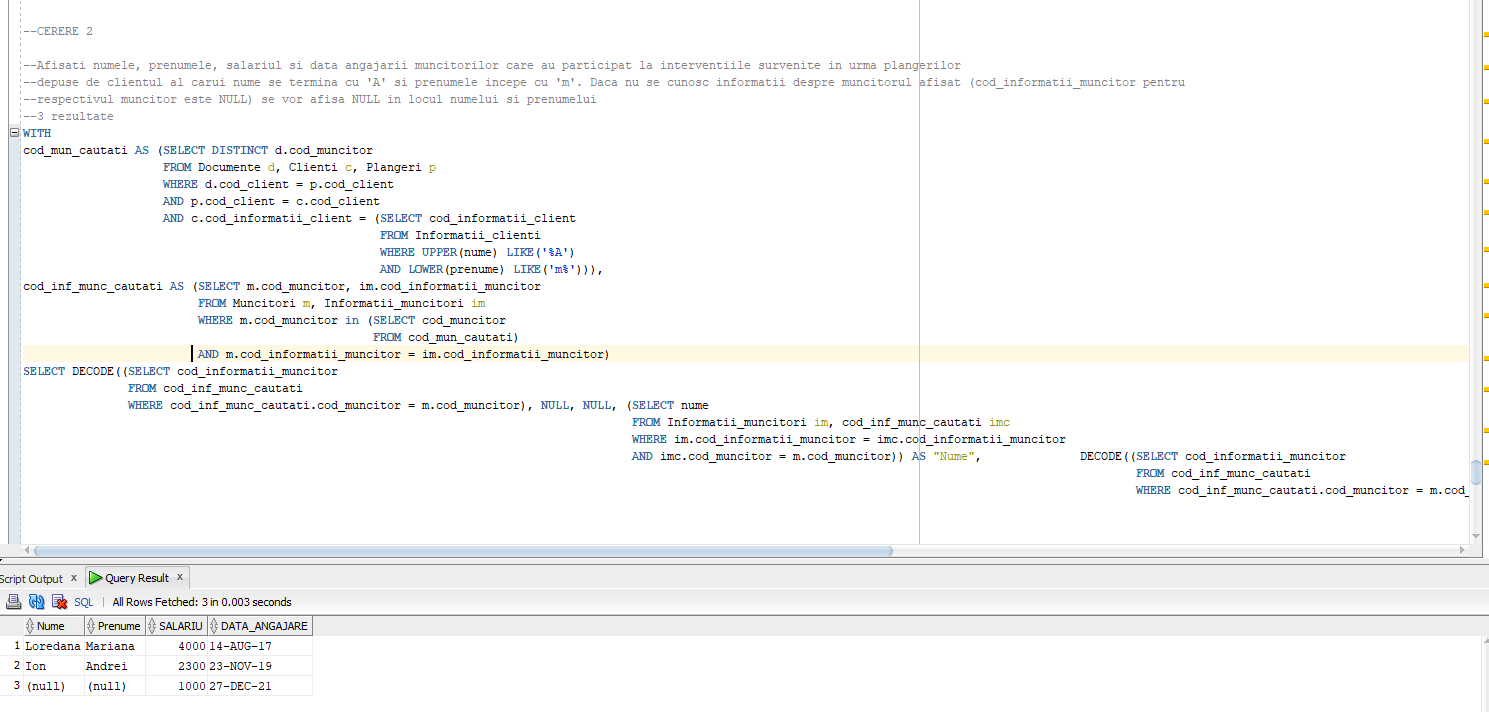 --CERERE 2
--Afisati numele, prenumele, salariul si data angajarii muncitorilor care au participat la interventiile survenite in urma plangerilor
--depuse de clientul al carui nume se termina cu 'A' si prenumele incepe cu 'm'. Daca nu se cunosc informatii despre muncitorul afisat (cod_informatii_muncitor pentru
--respectivul muncitor este NULL) se vor afisa NULL in locul numelui si prenumelui
--3 rezultate
WITH
cod_mun_cautati AS (SELECT DISTINCT d.cod_muncitor
FROM Documente d, Clienti c, Plangeri p
WHERE d.cod_client = p.cod_client
AND p.cod_client = c.cod_client
AND c.cod_informatii_client = (SELECT cod_informatii_client
FROM Informatii_clienti
WHERE UPPER(nume) LIKE('%A')
AND LOWER(prenume) LIKE('m%'))),
cod_inf_munc_cautati AS (SELECT m.cod_muncitor, im.cod_informatii_muncitor
FROM Muncitori m, Informatii_muncitori im
WHERE m.cod_muncitor in (SELECT cod_muncitor
FROM cod_mun_cautati)
AND m.cod_informatii_muncitor = im.cod_informatii_muncitor)
SELECT DECODE((SELECT cod_informatii_muncitor
FROM cod_inf_munc_cautati
WHERE cod_inf_munc_cautati.cod_muncitor = m.cod_muncitor), NULL, NULL, (SELECT nume
FROM Informatii_muncitori im, cod_inf_munc_cautati imc
WHERE im.cod_informatii_muncitor = imc.cod_informatii_muncitor
AND imc.cod_muncitor = m.cod_muncitor)) AS "Nume", DECODE((SELECT cod_informatii_muncitor
FROM cod_inf_munc_cautati
WHERE cod_inf_munc_cautati.cod_muncitor = m.cod_
Script Output x Query Result x
SQL | All Rows Fetched: 3 in 0.003 seconds
Nume Prenume SALARIU DATA_ANGAJARE
1 Loredana Mariana 4000 14-AUG-17
2 Ion Andrei 2300 23-NOV-19
3 (null) (null) 1000 27-DEC-21